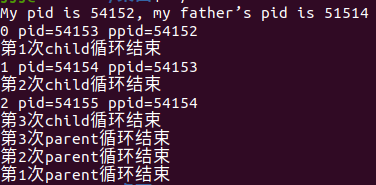 My pid is 54152, my father’s pid is 51514
0 pid=54153 ppid=54152
第1次child循环结束
1 pid=54154 ppid=54153
第2次child循环结束
2 pid=54155 ppid=54154
第3次child循环结束
第3次parent循环结束
第2次parent循环结束
第1次parent循环结束